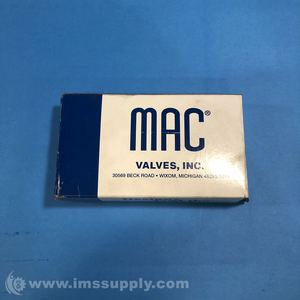 MAC®
VALVES, INC.
30569 BECK ROAD • WIXOM, MICHIGAN
© www.imssupply.com